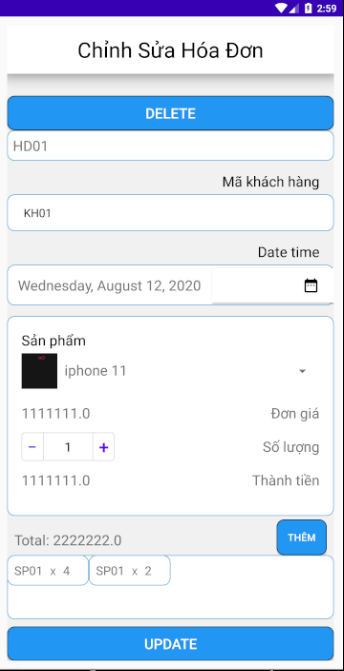 2:59
Chỉnh Sửa Hóa Đơn
DELETE
HD01
Mã khách hàng
KH01
Date time
Wednesday, August 12, 2020
Sản phẩm
iphone 11
1111111.0 Đơn giá
− 1 + Số lượng
1111111.0 Thành tiền
Total: 2222222.0 THÊM
SP01 x 4 SP01 x 2
UPDATE